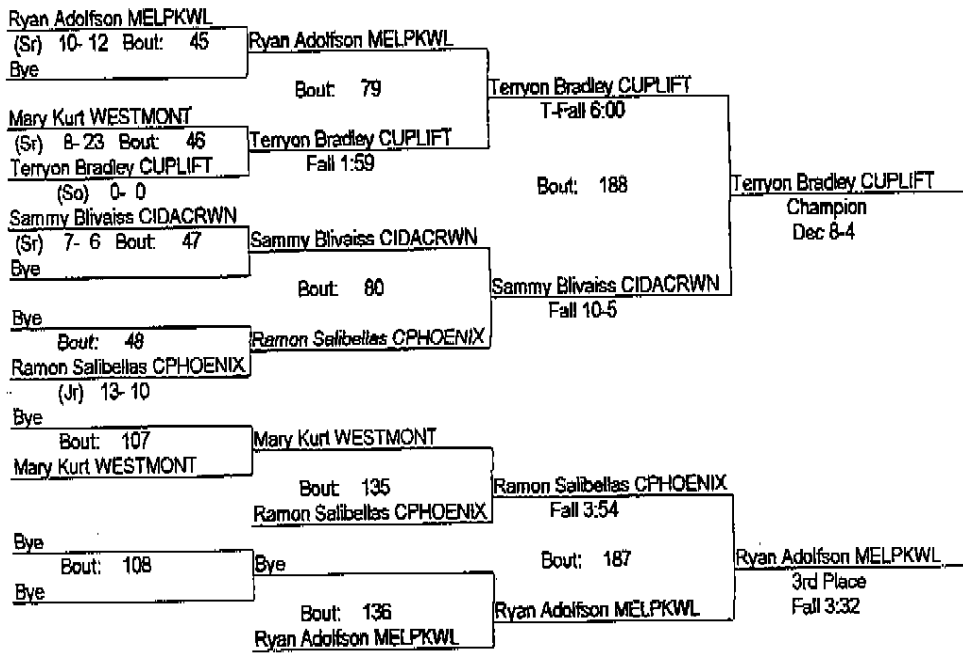 Ryan Adolfson MELPKWL
(Sr) 10- 12 Bout: 45
Bye
Ryan Adolfson MELPKWL
Bout: 79
Mary Kurt WESTMONT
(Sr) 8- 23 Bout: 46
Terryon Bradley CUPLIFT
(So) 0- 0
Terryon Bradley CUPLIFT
Fall 1:59
Terryon Bradley CUPLIFT
T-Fall 6:00
Bout: 188
Sammy Blivaiss CIDACRWN
(Sr) 7- 6 Bout: 47
Bye
Sammy Blivaiss CIDACRWN
Bout: 80
Bye
Bout: 48
Ramon Salibellas CPHOENIX
(Jr) 13- 10
Ramon Salibellas CPHOENIX
Sammy Blivaiss CIDACRWN
Fall 10-5
Terryon Bradley CUPLIFT
Champion
Dec 8-4
Bye
Bout: 107
Mary Kurt WESTMONT
Mary Kurt WESTMONT
Bout: 135
Ramon Salibellas CPHOENIX
Ramon Salibellas CPHOENIX
Fall 3:54
Bout: 187
Bye
Bout: 108
Bye
Bye
Bout: 136
Ryan Adolfson MELPKWL
Ryan Adolfson MELPKWL
Ryan Adolfson MELPKWL
3rd Place
Fall 3:32